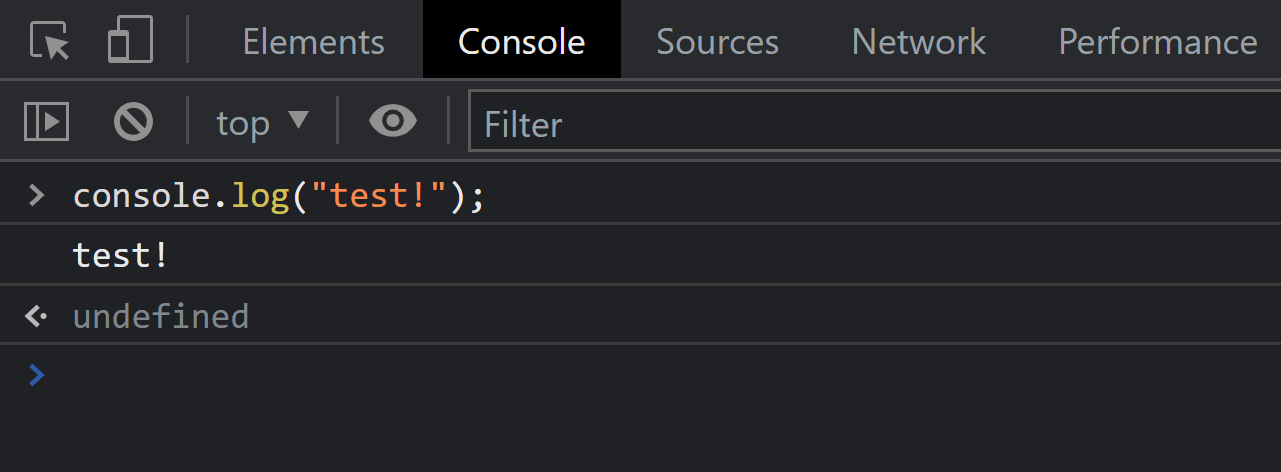 Elements Console Sources Network Performance
top Filter
console.log("test!");
test!
undefined